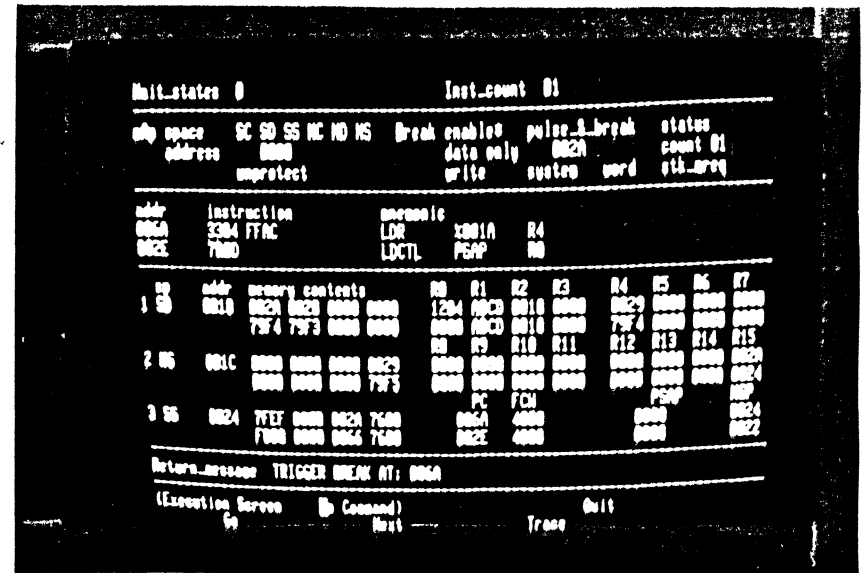 Wait_states 0 Inst_count 01
map space SC SD SS NC ND NS Break enabled pulse_&_break status
address 0000 data only 002A count 01
unprotect write system word stk_mreq
addr instruction mnemonic
006A 3304 FFAC LDR %001A R4
002E 7D0D LDCTL PSAP R0
sp addr memory contents R0 R1 R2 R3 R4 R5 R6 R7
1 SD 0018 002A 0028 0000 0000 1204 ABCD 0018 0000 0029 0000 0000 0000
79F4 79F3 0000 0000 0000 ABCD 0018 0000 79F4 0000 0000 0000
R8 R9 R10 R11 R12 R13 R14 R15
2 NS 001C 0000 0000 0000 0029 0000 0000 0000 0000 0000 0000 0000 002A
0000 0000 0000 79F5 0000 0000 0000 0000 0000 0000 0000 0024
PC FCW PSAP
3 SS 0024 7FEF 0000 002A 7600 006A 4000 0000 0024
0000 0066 7600 002E 4000 0000 0022
Return_message TRIGGER BREAK AT: 006A
(Execution Screen Command) Quit
Go Next Trace